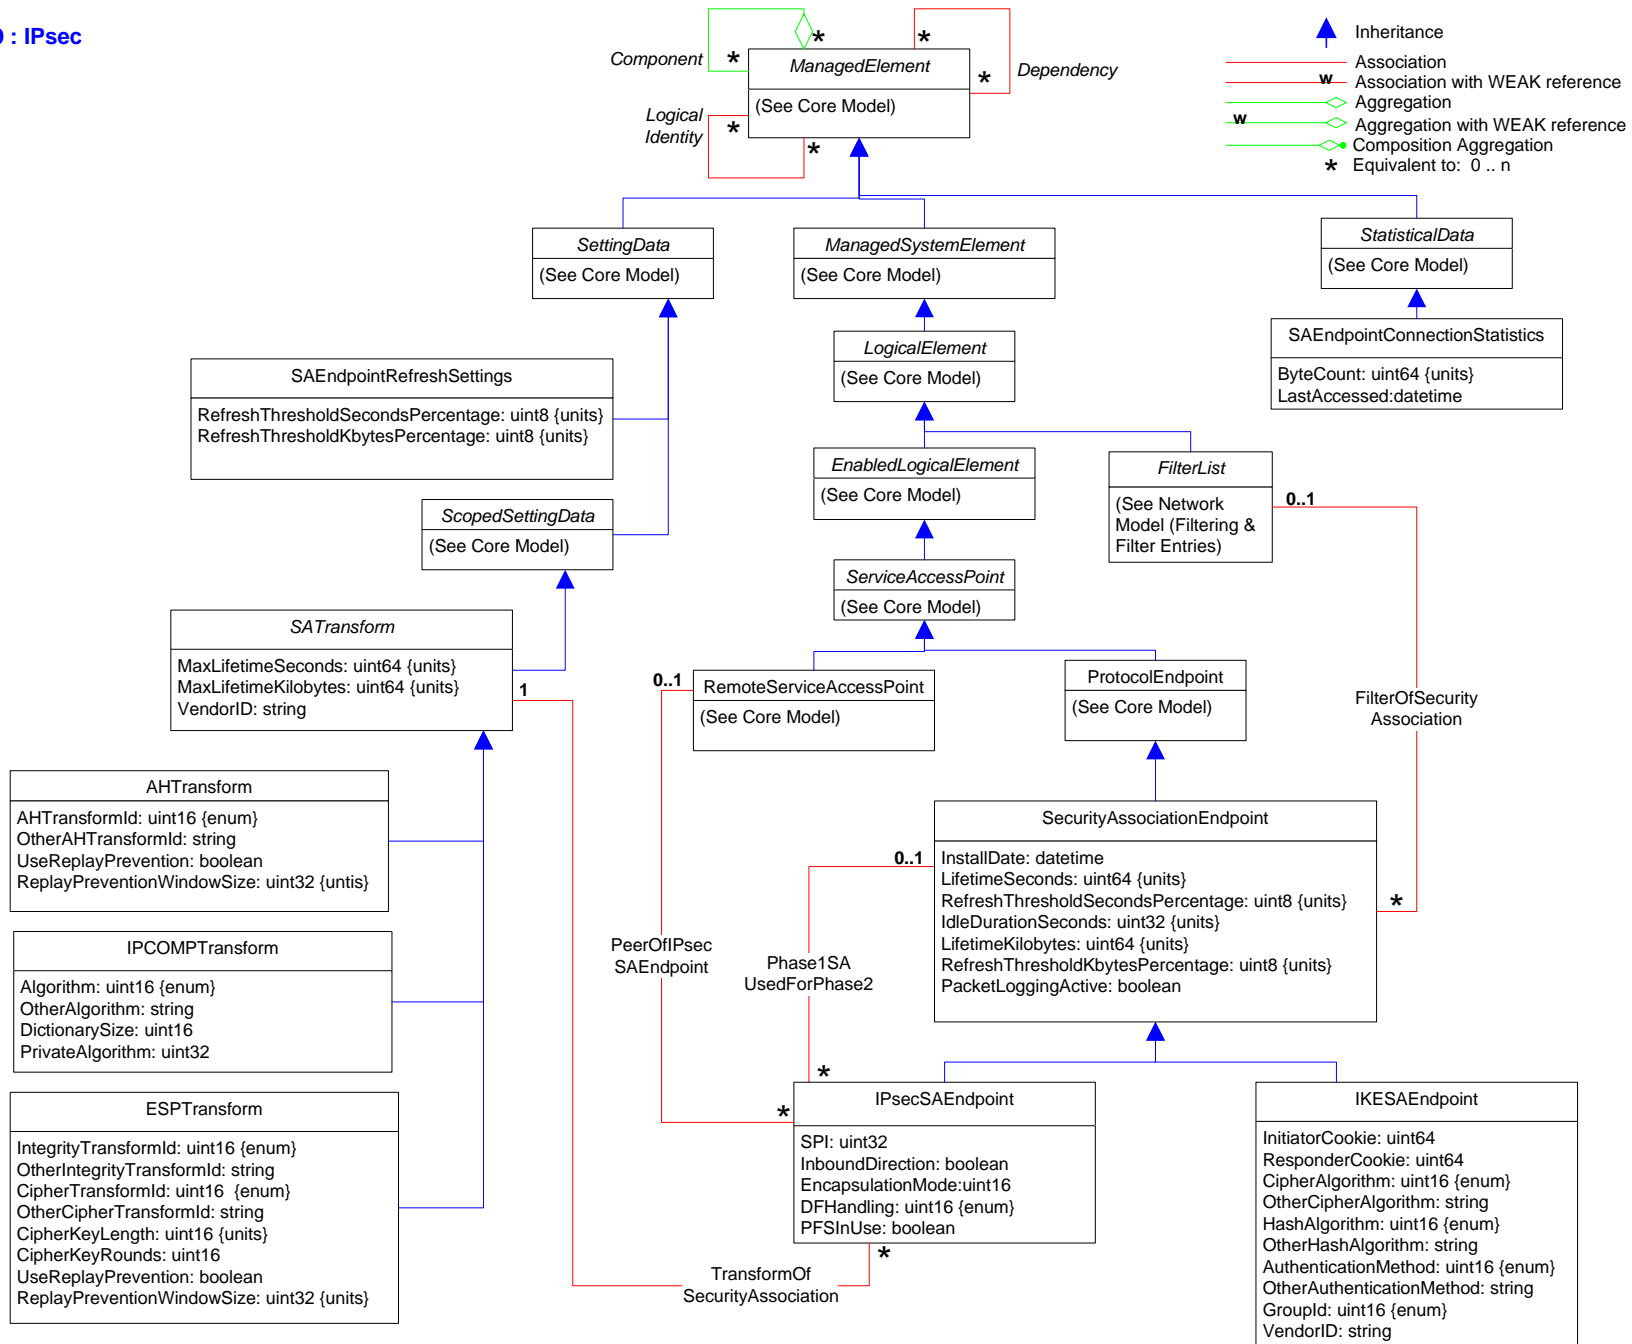 : IPsec
Component
*
*
ManagedElement
(See Core Model)
*
*
Dependency
Logical
Identity
*
*
Inheritance
Association
w
Association with WEAK reference
Aggregation
w
Aggregation with WEAK reference
Composition Aggregation
* Equivalent to: 0 .. n
SettingData
(See Core Model)
ManagedSystemElement
(See Core Model)
StatisticalData
(See Core Model)
SAEndpointConnectionStatistics
ByteCount: uint64 {units}
LastAccessed:datetime
LogicalElement
(See Core Model)
SAEndpointRefreshSettings
RefreshThresholdSecondsPercentage: uint8 {units}
RefreshThresholdKbytesPercentage: uint8 {units}
EnabledLogicalElement
(See Core Model)
FilterList
(See Network
Model (Filtering &
Filter Entries)
0..1
ScopedSettingData
(See Core Model)
ServiceAccessPoint
(See Core Model)
SATransform
MaxLifetimeSeconds: uint64 {units}
MaxLifetimeKilobytes: uint64 {units}
VendorID: string
1
0..1
RemoteServiceAccessPoint
(See Core Model)
ProtocolEndpoint
(See Core Model)
FilterOfSecurity
Association
AHTransform
AHTransformId: uint16 {enum}
OtherAHTransformId: string
UseReplayPrevention: boolean
ReplayPreventionWindowSize: uint32 {untis}
SecurityAssociationEndpoint
InstallDate: datetime
LifetimeSeconds: uint64 {units}
RefreshThresholdSecondsPercentage: uint8 {units}
IdleDurationSeconds: uint32 {units}
LifetimeKilobytes: uint64 {units}
RefreshThresholdKbytesPercentage: uint8 {units}
PacketLoggingActive: boolean
0..1
*
IPCOMPTransform
Algorithm: uint16 {enum}
OtherAlgorithm: string
DictionarySize: uint16
PrivateAlgorithm: uint32
PeerOfIPsec
SAEndpoint
Phase1SA
UsedForPhase2
*
*
ESPTransform
IntegrityTransformId: uint16 {enum}
OtherIntegrityTransformId: string
CipherTransformId: uint16 {enum}
OtherCipherTransformId: string
CipherKeyLength: uint16 {units}
CipherKeyRounds: uint16
UseReplayPrevention: boolean
ReplayPreventionWindowSize: uint32 {units}
IPsecSAEndpoint
SPI: uint32
InboundDirection: boolean
EncapsulationMode:uint16
DFHandling: uint16 {enum}
PFSInUse: boolean
*
TransformOf
SecurityAssociation
IKESAEndpoint
InitiatorCookie: uint64
ResponderCookie: uint64
CipherAlgorithm: uint16 {enum}
OtherCipherAlgorithm: string
HashAlgorithm: uint16 {enum}
OtherHashAlgorithm: string
AuthenticationMethod: uint16 {enum}
OtherAuthenticationMethod: string
GroupId: uint16 {enum}
VendorID: string